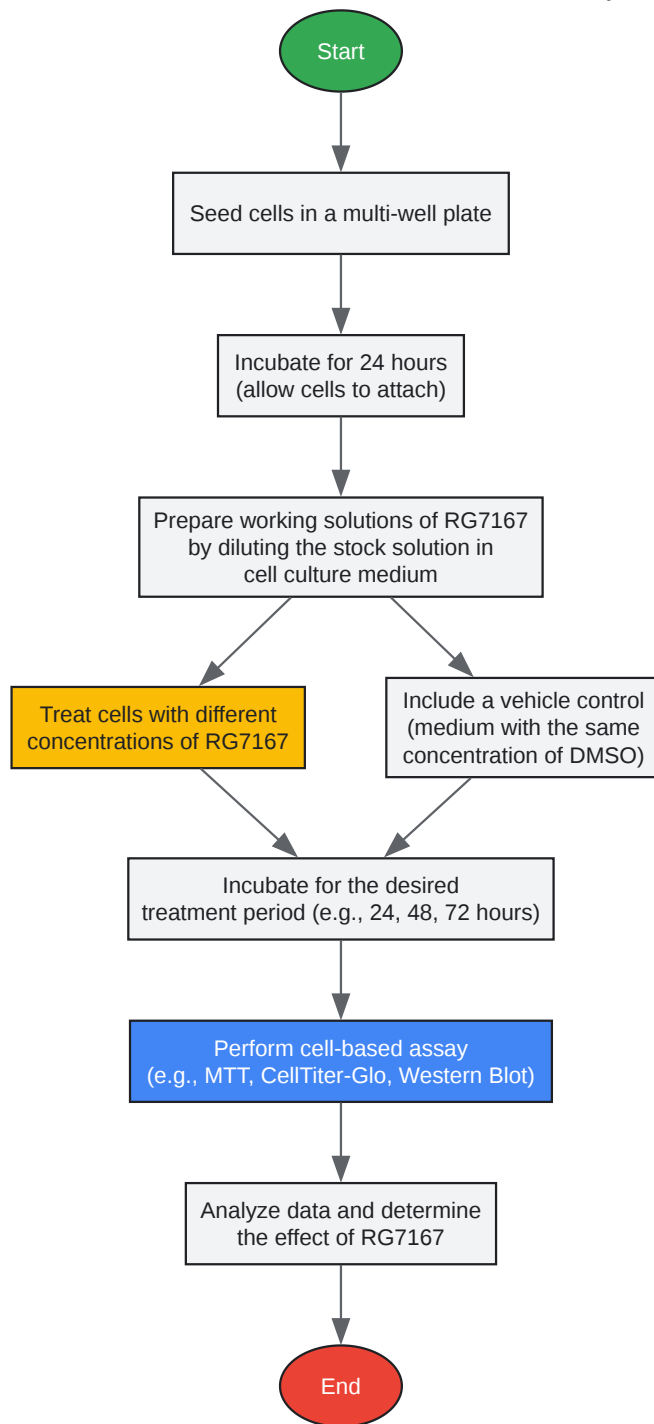 Start
Seed cells in a multi-well plate
Incubate for 24 hours
(allow cells to attach)
Prepare working solutions of RG7167
by diluting the stock solution in
cell culture medium
Treat cells with different
concentrations of RG7167
Include a vehicle control
(medium with the same
concentration of DMSO)
Incubate for the desired
treatment period (e.g., 24, 48, 72 hours)
Perform cell-based assay
(e.g., MTT, CellTiter-Glo, Western Blot)
Analyze data and determine
the effect of RG7167
End